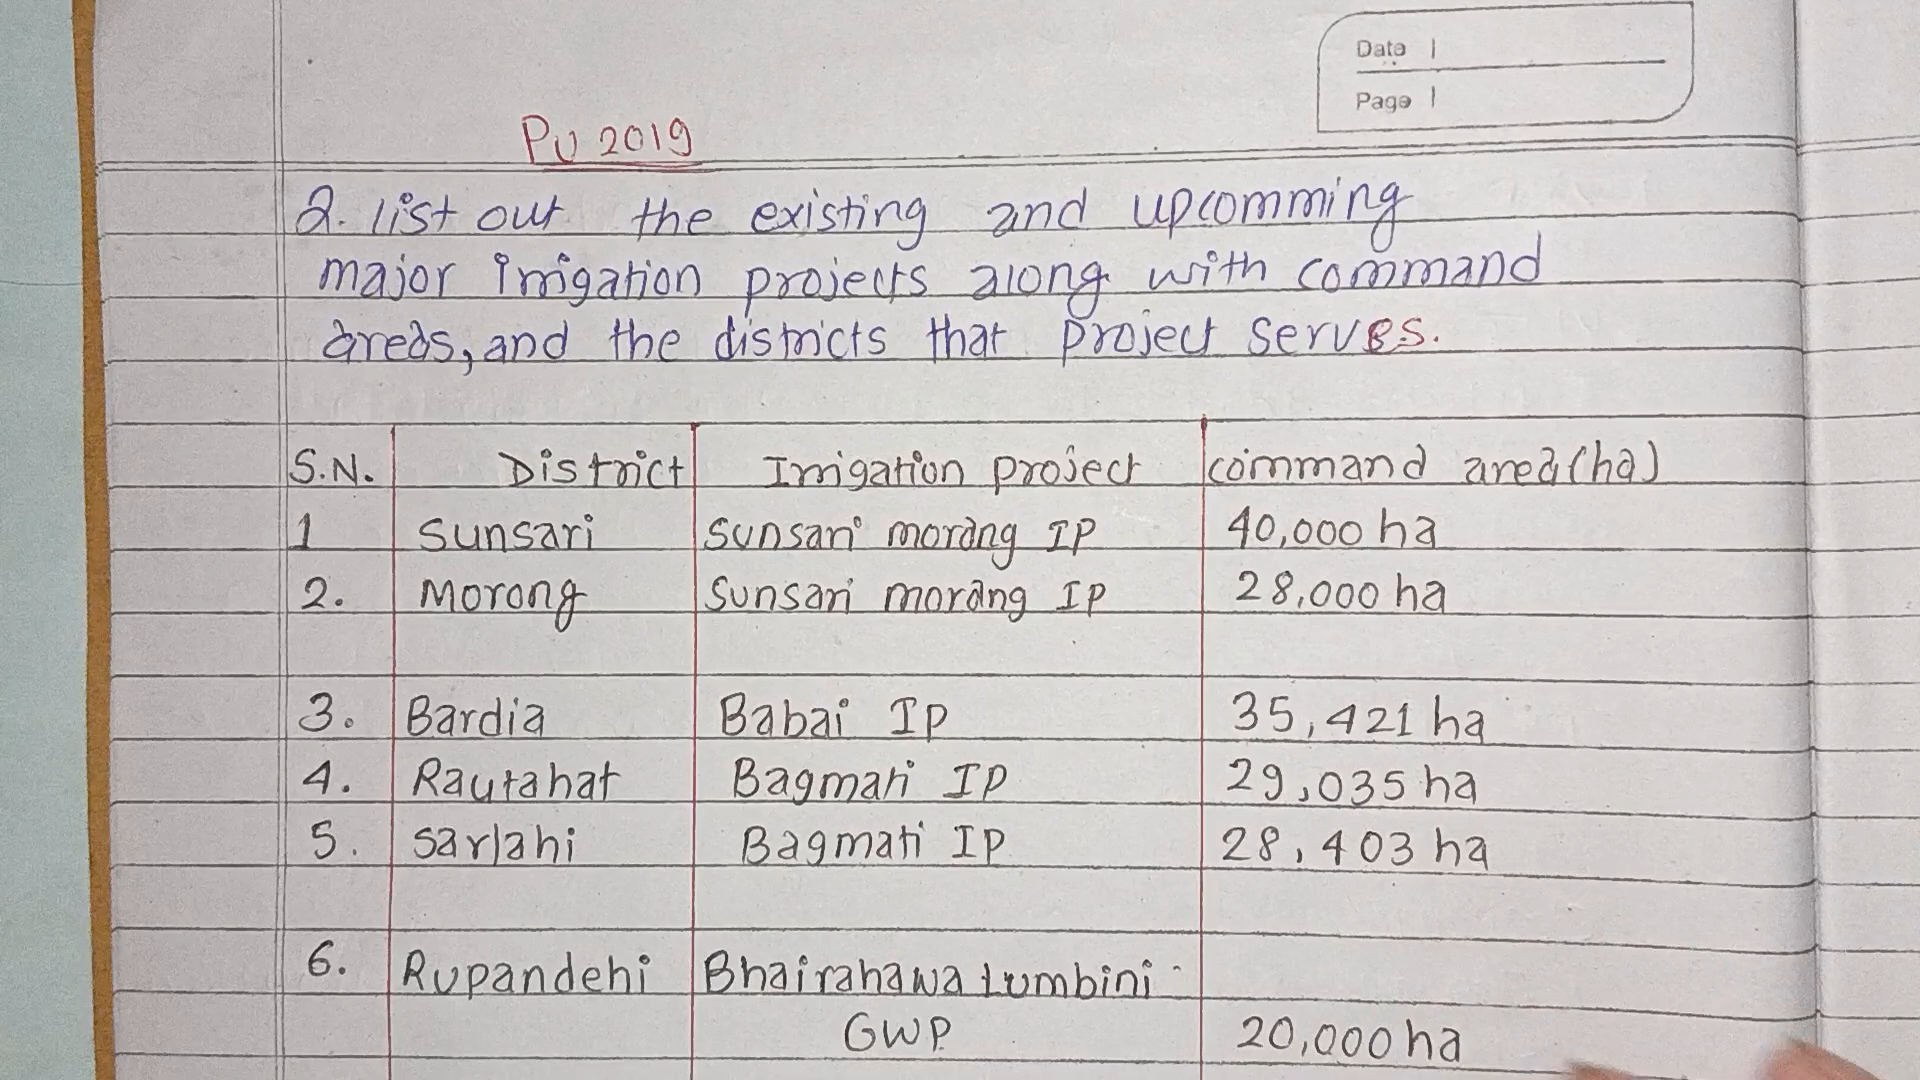 Date
Page
PU 2019
2. list out the existing and upcomming
major irrigation projects along with command
areas, and the districts that project serves.
S.N. District Irrigation project command area (ha)
1 Sunsari Sunsari morang IP 40,000 ha
2. Morong Sunsari morang IP 28,000 ha
3. Bardia Babai IP 35,421 ha
4. Rautahat Bagmati IP 29,035 ha
5. Sarlahi Bagmati IP 28,403 ha
6. Rupandehi Bhairahawa Lumbini
GWP 20,000 ha